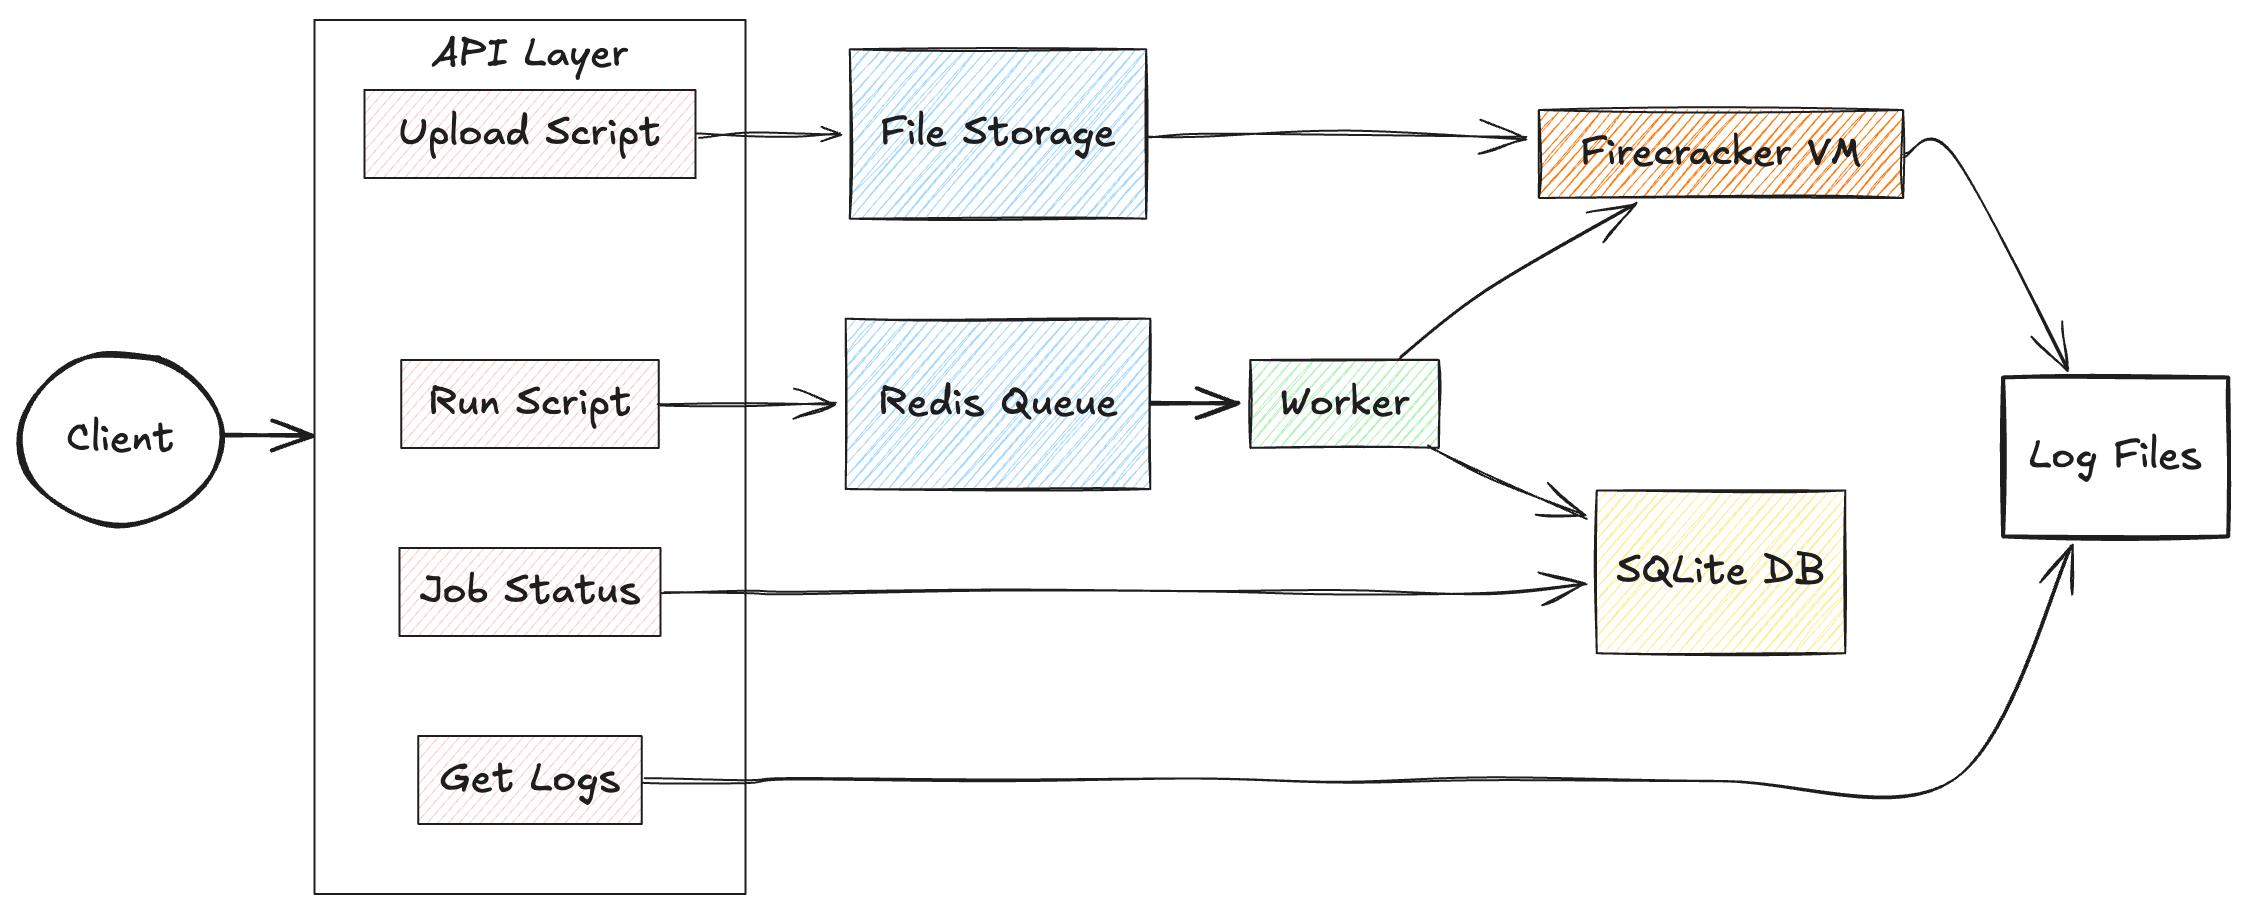 API Layer
Upload Script
File Storage
Firecracker VM
Run Script
Redis Queue
Worker
Client
Log Files
Job Status
SQLite DB
Get Logs